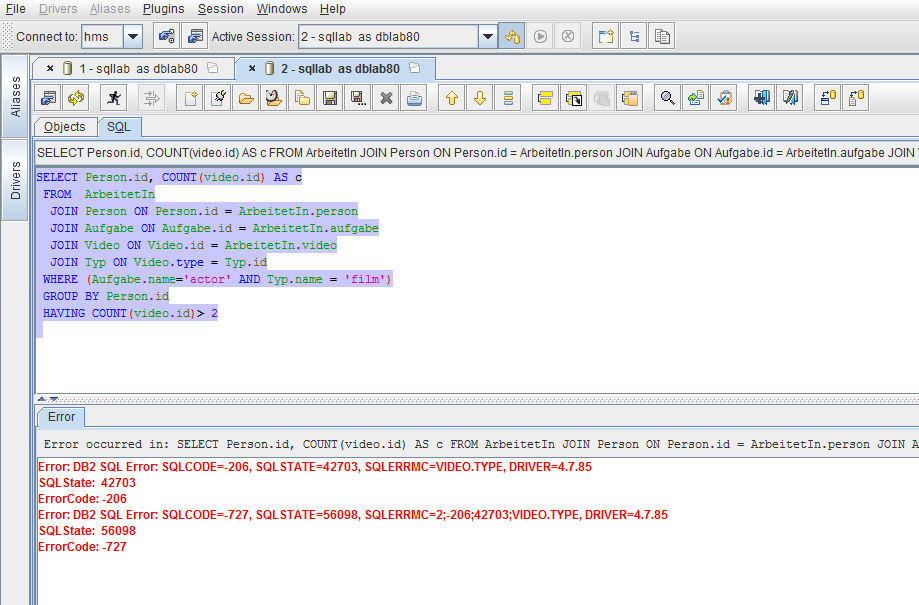 File Drivers Aliases Plugins Session Windows Help
Connect to: hms Active Session: 2 - sqllab as dblab80
1 - sqllab as dblab80 2 - sqllab as dblab80
Aliases
Drivers
Objects SQL
SELECT Person.id, COUNT(video.id) AS c FROM ArbeitetIn JOIN Person ON Person.id = ArbeitetIn.person JOIN Aufgabe ON Aufgabe.id = ArbeitetIn.aufgabe JOIN
SELECT Person.id, COUNT(video.id) AS c
FROM ArbeitetIn
JOIN Person ON Person.id = ArbeitetIn.person
JOIN Aufgabe ON Aufgabe.id = ArbeitetIn.aufgabe
JOIN Video ON Video.id = ArbeitetIn.video
JOIN Typ ON Video.type = Typ.id
WHERE (Aufgabe.name='actor' AND Typ.name = 'film')
GROUP BY Person.id
HAVING COUNT(video.id)> 2
Error
Error occurred in: SELECT Person.id, COUNT(video.id) AS c FROM ArbeitetIn JOIN Person ON Person.id = ArbeitetIn.person JOIN A
Error: DB2 SQL Error: SQLCODE=-206, SQLSTATE=42703, SQLERRMC=VIDEO.TYPE, DRIVER=4.7.85
SQLState: 42703
ErrorCode: -206
Error: DB2 SQL Error: SQLCODE=-727, SQLSTATE=56098, SQLERRMC=2;-206;42703;VIDEO.TYPE, DRIVER=4.7.85
SQLState: 56098
ErrorCode: -727